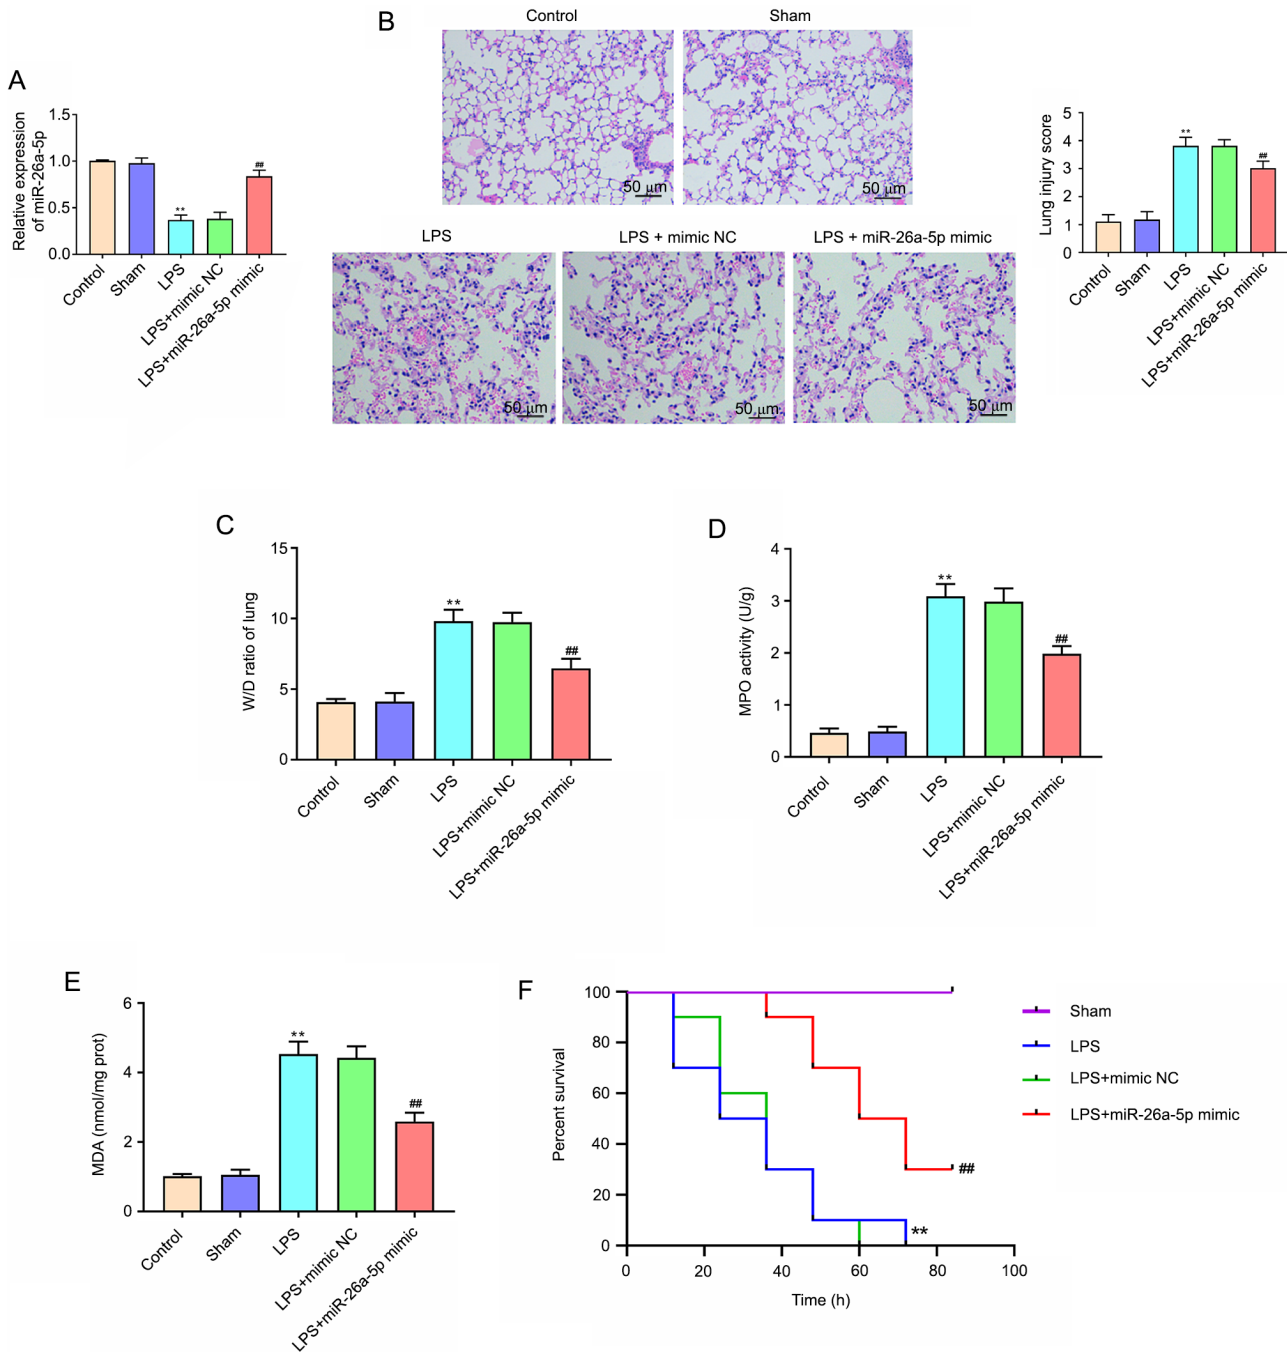 A
Relative expression
of miR-26a-5p
1.5
1.0
0.5
0.0
**
##
Control
Sham
LPS
LPS+mimic NC
LPS+miR-26a-5p mimic
B
Control
Sham
50 μm
50 μm
LPS
LPS + mimic NC
LPS + miR-26a-5p mimic
50 μm
50 μm
50 μm
Lung injury score
5
4
3
2
1
0
**
##
Control
Sham
LPS
LPS+mimic NC
LPS+miR-26a-5p mimic
C
W/D ratio of lung
15
10
5
0
**
##
Control
Sham
LPS
LPS+mimic NC
LPS+miR-26a-5p mimic
D
MPO activity (U/g)
4
3
2
1
0
**
##
Control
Sham
LPS
LPS+mimic NC
LPS+miR-26a-5p mimic
E
MDA (nmol/mg prot)
6
4
2
0
**
##
Control
Sham
LPS
LPS+mimic NC
LPS+miR-26a-5p mimic
F
Percent survival
100
80
60
40
20
0
##
**
0
20
40
60
80
100
Time (h)
Sham
LPS
LPS+mimic NC
LPS+miR-26a-5p mimic